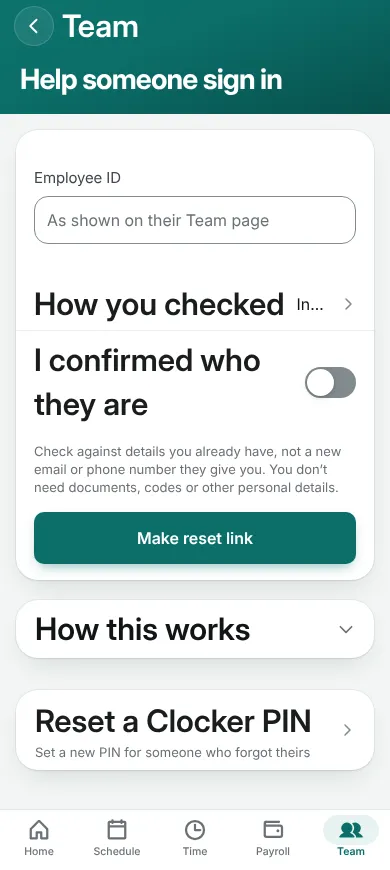 Team
Help someone sign in
Employee ID
As shown on their Team page
How you checked In...
I confirmed who
they are
Check against details you already have, not a new
email or phone number they give you. You don't
need documents, codes or other personal details.
Make reset link
How this works
Reset a Clocker PIN
Set a new PIN for someone who forgot theirs
Home Schedule Time Payroll Team